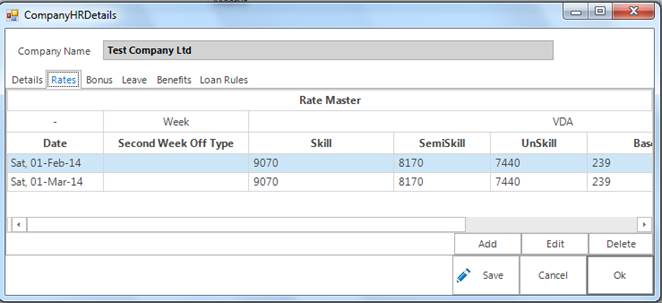 CompanyHRDetails
Company Name Test Company Ltd
Details Rates Bonus Leave Benefits Loan Rules
Rate Master
- Week VDA
Date Second Week Off Type Skill SemiSkill UnSkill Bas
Sat, 01-Feb-14 9070 8170 7440 239
Sat, 01-Mar-14 9070 8170 7440 239
Add Edit Delete
Save Cancel Ok